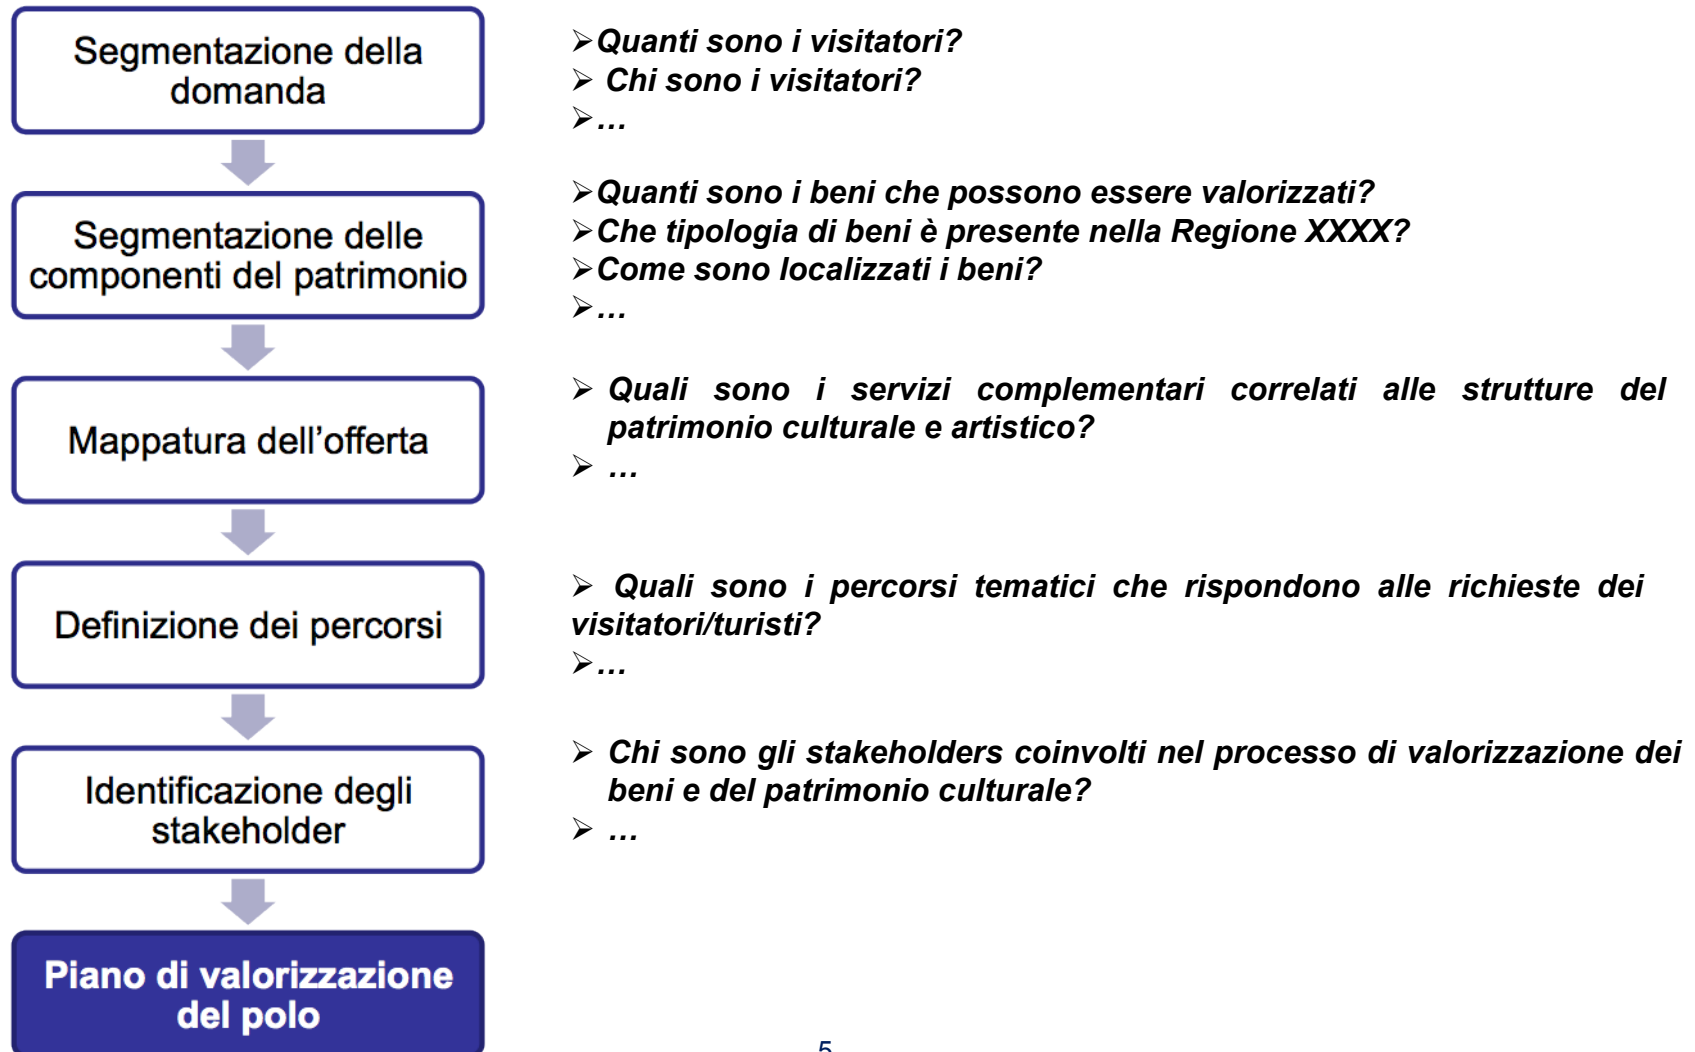 Segmentazione della
domanda
➢Quanti sono i visitatori?
➢ Chi sono i visitatori?
➢…
Segmentazione delle
componenti del patrimonio
➢Quanti sono i beni che possono essere valorizzati?
➢Che tipologia di beni è presente nella Regione XXXX?
➢Come sono localizzati i beni?
➢…
Mappatura dell’offerta
➢ Quali sono i servizi complementari correlati alle strutture del
patrimonio culturale e artistico?
➢ …
Definizione dei percorsi
➢ Quali sono i percorsi tematici che rispondono alle richieste dei
visitatori/turisti?
➢…
Identificazione degli
stakeholder
➢ Chi sono gli stakeholders coinvolti nel processo di valorizzazione dei
beni e del patrimonio culturale?
➢ …
Piano di valorizzazione
del polo
5